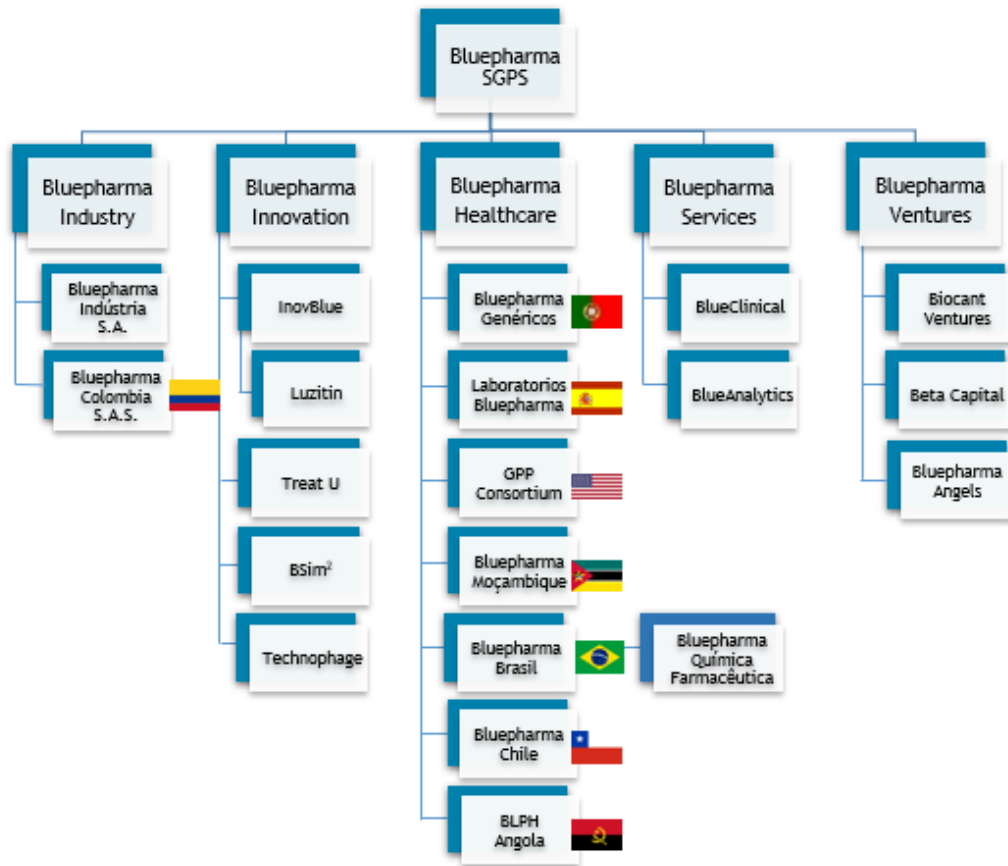 Bluepharma
SGPS
Bluepharma
Industry
Bluepharma
Indústria
S.A.
Bluepharma
Colombia
S.A.S.
Bluepharma
Innovation
InovBlue
Luzitin
Treat U
BSim²
Technophage
Bluepharma
Healthcare
Bluepharma
Genéricos
Laboratorios
Bluepharma
GPP
Consortium
Bluepharma
Moçambique
Bluepharma
Brasil
Bluepharma
Química
Farmacêutica
Bluepharma
Chile
BLPH
Angola
Bluepharma
Services
BlueClinical
BlueAnalytics
Bluepharma
Ventures
Biocant
Ventures
Beta Capital
Bluepharma
Angels